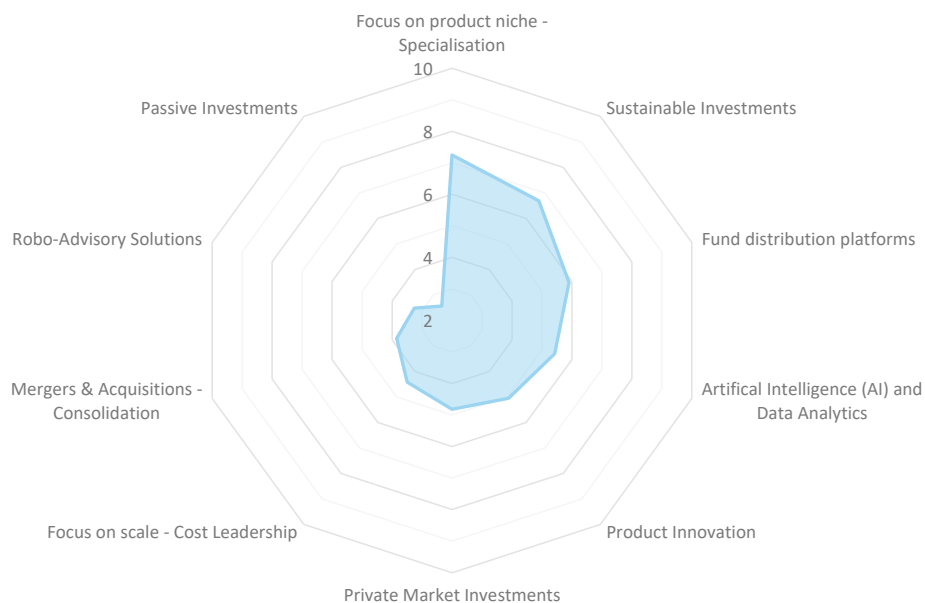 Focus on product niche -
Specialisation
10
Passive Investments
Sustainable Investments
8
6
Robo-Advisory Solutions
Fund distribution platforms
4
2
Mergers & Acquisitions -
Consolidation
Artifical Intelligence (AI) and
Data Analytics
Focus on scale - Cost Leadership
Product Innovation
Private Market Investments